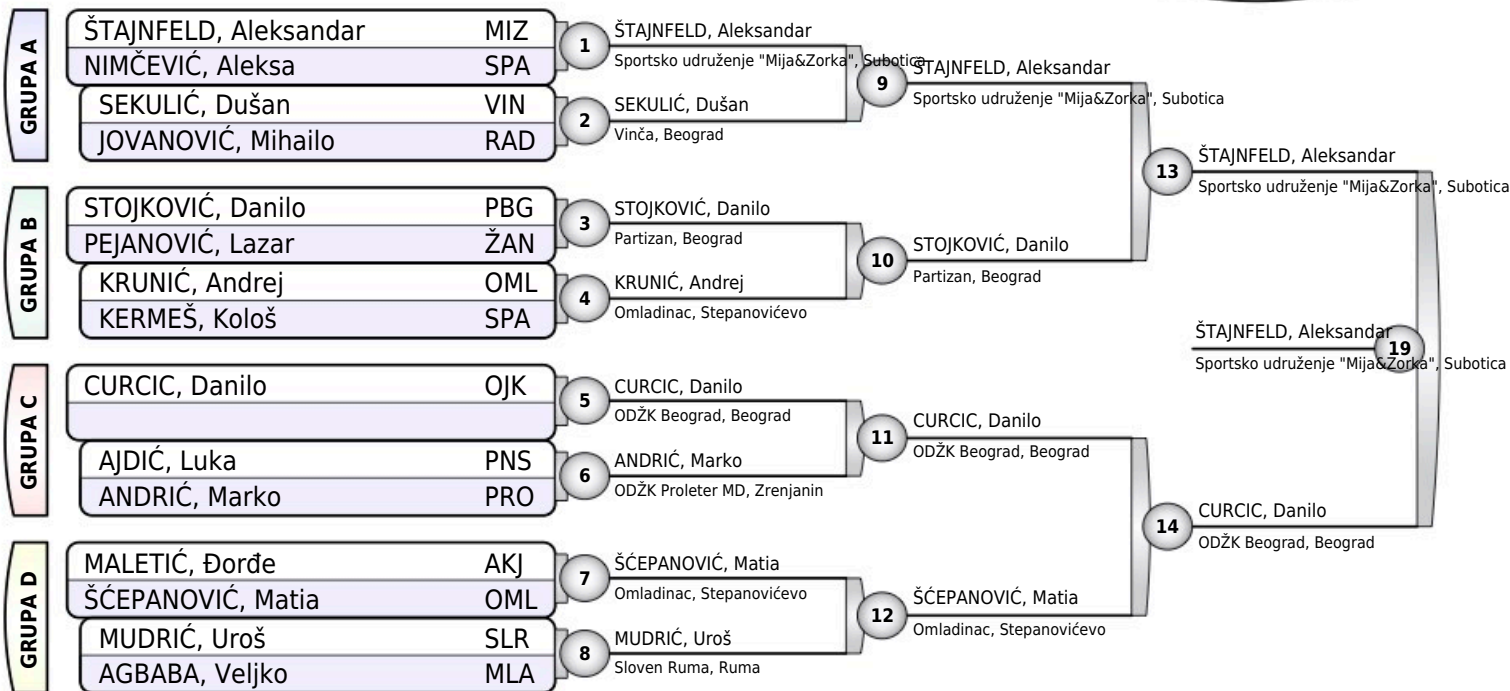 GRUPA A
ŠTAJNFELD, Aleksandar MIZ
NIMČEVIĆ, Aleksa SPA
SEKULIĆ, Dušan VIN
JOVANOVIĆ, Mihailo RAD
GRUPA B
STOJKOVIĆ, Danilo PBG
PEJANOVIĆ, Lazar ŽAN
KRUNIĆ, Andrej OML
KERMEŠ, Kološ SPA
GRUPA C
CURCIC, Danilo OJK
AJDIĆ, Luka PNS
ANDRIĆ, Marko PRO
GRUPA D
MALETIĆ, Đorđe AKJ
ŠĆEPANOVIĆ, Matia OML
MUDRIĆ, Uroš SLR
AGBABA, Veljko MLA
1
ŠTAJNFELD, Aleksandar
Sportsko udruženje "Mija&Zorka", Subotica
2
SEKULIĆ, Dušan
Vinča, Beograd
3
STOJKOVIĆ, Danilo
Partizan, Beograd
4
KRUNIĆ, Andrej
Omladinac, Stepanovićevo
5
CURCIC, Danilo
ODŽK Beograd, Beograd
6
ANDRIĆ, Marko
ODŽK Proleter MD, Zrenjanin
7
ŠĆEPANOVIĆ, Matia
Omladinac, Stepanovićevo
8
MUDRIĆ, Uroš
Sloven Ruma, Ruma
9
ŠTAJNFELD, Aleksandar
Sportsko udruženje "Mija&Zorka", Subotica
10
STOJKOVIĆ, Danilo
Partizan, Beograd
11
CURCIC, Danilo
ODŽK Beograd, Beograd
12
ŠĆEPANOVIĆ, Matia
Omladinac, Stepanovićevo
13
ŠTAJNFELD, Aleksandar
Sportsko udruženje "Mija&Zorka", Subotica
14
CURCIC, Danilo
ODŽK Beograd, Beograd
19
ŠTAJNFELD, Aleksandar
Sportsko udruženje "Mija&Zorka", Subotica